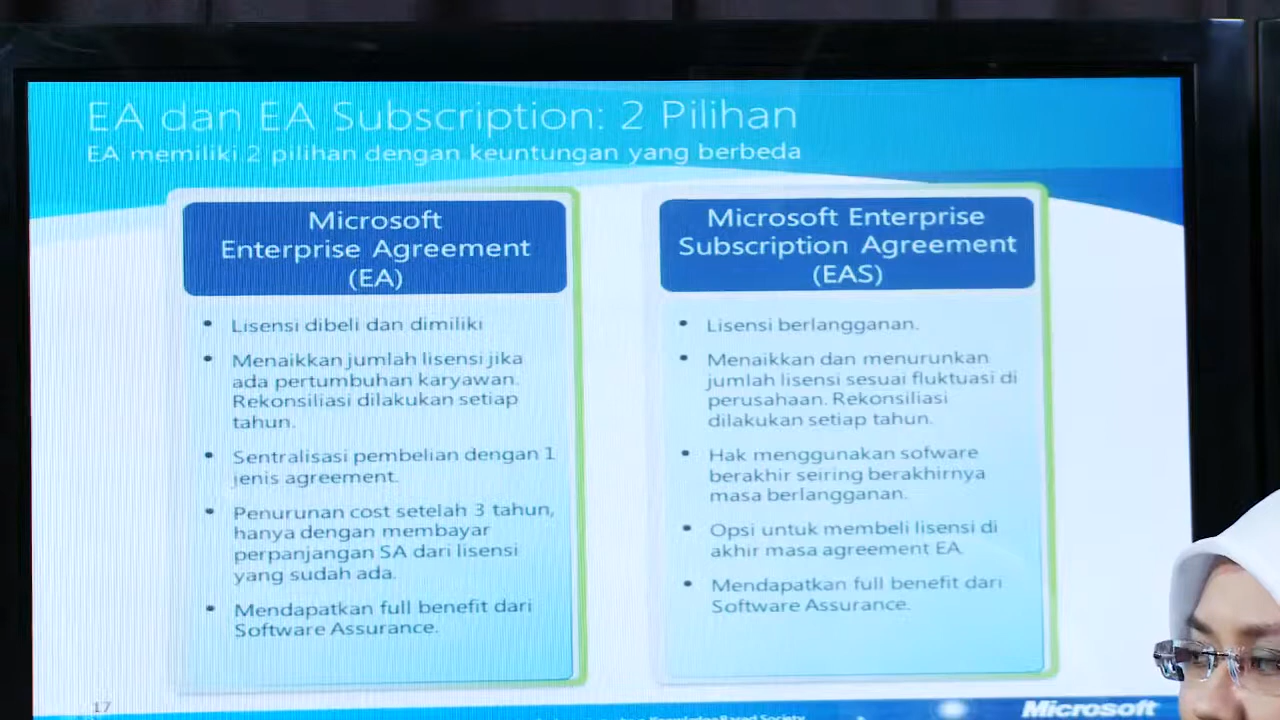 EA dan EA Subscription: 2 Pilihan
EA memiliki 2 pilihan dengan keuntungan yang berbeda
Microsoft
Enterprise Agreement
(EA)
• Lisensi dibeli dan dimiliki
• Menaikkan jumlah lisensi jika
ada pertumbuhan karyawan.
Rekonsiliasi dilakukan setiap
tahun.
• Sentralisasi pembelian dengan 1
jenis agreement.
• Penurunan cost setelah 3 tahun,
hanya dengan membayar
perpanjangan SA dari lisensi
yang sudah ada.
• Mendapatkan full benefit dari
Software Assurance.
Microsoft Enterprise
Subscription Agreement
(EAS)
• Lisensi berlangganan.
• Menaikkan dan menurunkan
jumlah lisensi sesuai fluktuasi di
perusahaan. Rekonsiliasi
dilakukan setiap tahun.
• Hak menggunakan sofware
berakhir seiring berakhirnya
masa berlangganan.
• Opsi untuk membeli lisensi di
akhir masa agreement EA.
• Mendapatkan full benefit dari
Software Assurance.
17
Society
Microsoft